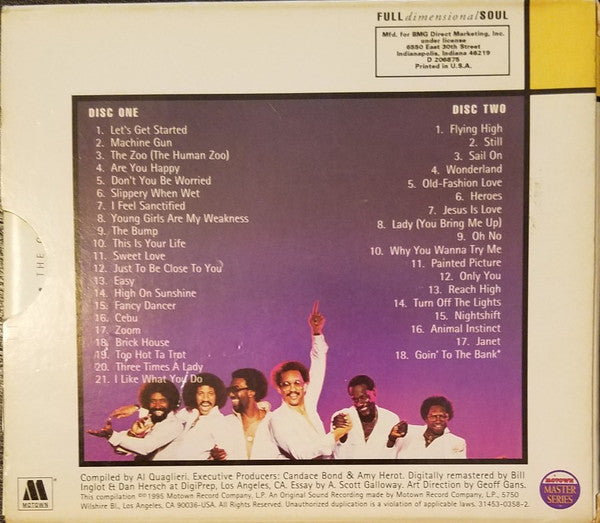 FULLdimensionalSOUL
Mfd. for BMG Direct Marketing, Inc.
under license
6550 East 30th Street
Indianapolis, Indiana 46219
D 206875
Printed in U.S.A.
DISC ONE
1. Let's Get Started
2. Machine Gun
3. The Zoo (The Human Zoo)
4. Are You Happy
5. Don't You Be Worried
6. Slippery When Wet
7. I Feel Sanctified
8. Young Girls Are My Weakness
9. The Bump
10. This Is Your Life
11. Sweet Love
12. Just To Be Close To You
13. Easy
14. High On Sunshine
15. Fancy Dancer
16. Cebu
17. Zoom
18. Brick House
19. Top Hot Ta Trot
20. Three Times A Lady
21. I Like What You Do
DISC TWO
1. Flying High
2. Still
3. Sail On
4. Wonderland
5. Old-Fashion Love
6. Heroes
7. Jesus Is Love
8. Lady (You Bring Me Up)
9. Oh No
10. Why You Wanna Try Me
11. Painted Picture
12. Only You
13. Reach High
14. Turn Off The Lights
15. Nightshift
16. Animal Instinct
17. Janet
18. Goin' To The Bank*
THE
Compiled by Al Quaglieri. Executive Producers: Candace Bond & Amy Herot. Digitally remastered by Bill
Inglot & Dan Hersch at DigiPrep, Los Angeles, CA. Essay by A. Scott Galloway. Art Direction by Geoff Gans.
This compilation ℗©1995 Motown Record Company, L.P. An Original Sound Recording made by Motown Record Company, L.P., 5750
Wilshire Bl., Los Angeles, CA 90036-USA. All Rights Reserved. Unauthorized duplication is a violation of applicable laws. 31453-0358-2.
M
MOTOWN
MOTOWN
MASTER
SERIES